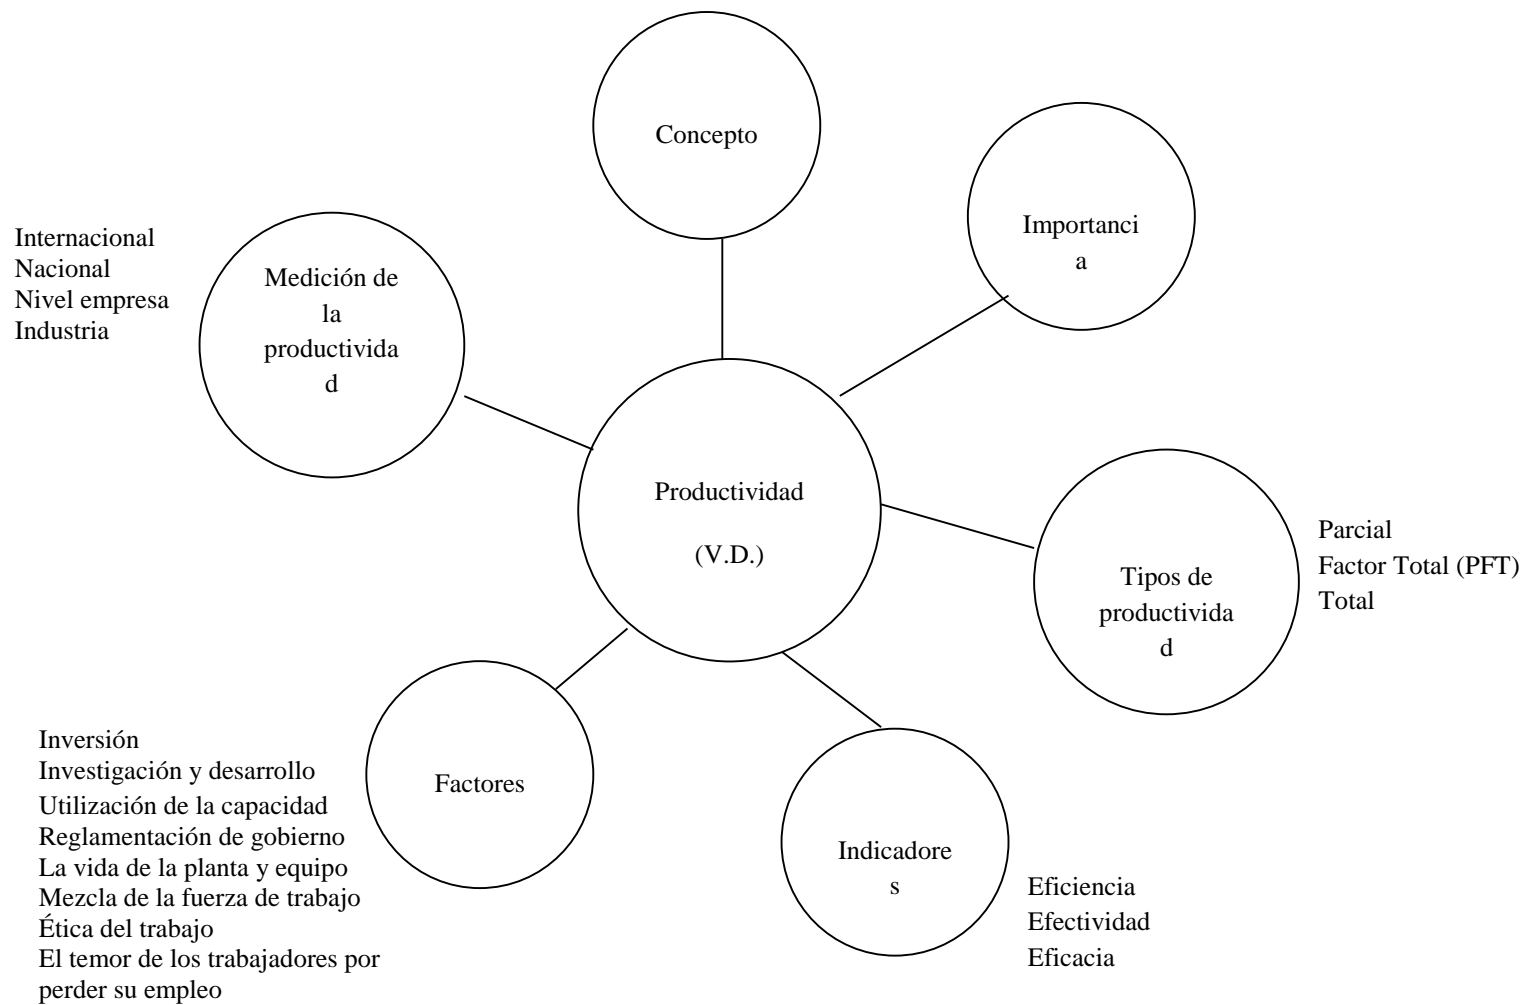 Concepto
Importanci
a
Internacional
Nacional
Nivel empresa
Industria
Medición de
la
productivida
d
Productividad
(V.D.)
Parcial
Factor Total (PFT)
Total
Tipos de
productivida
d
Inversión
Investigación y desarrollo
Utilización de la capacidad
Reglamentación de gobierno
La vida de la planta y equipo
Mezcla de la fuerza de trabajo
Ética del trabajo
El temor de los trabajadores por
perder su empleo
Factores
Indicadore
s
Eficiencia
Efectividad
Eficacia